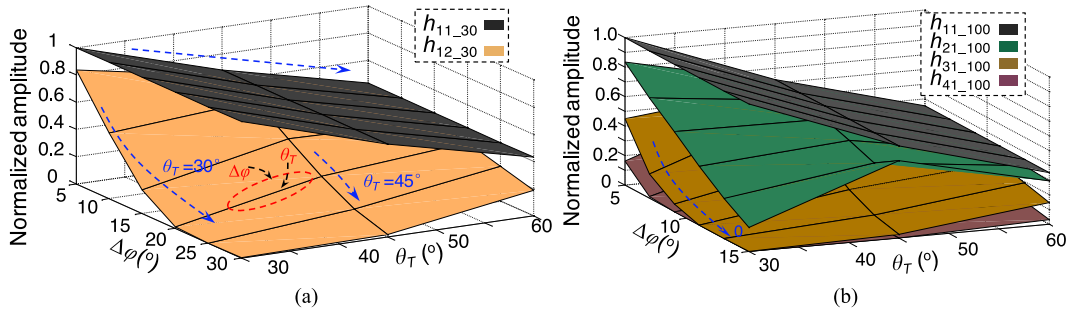 Normalized amplitude
1
0.8
0.6
0.4
0.2
0
5
10
15
20
25
30
Δφ(º)
30
40
50
60
θT (º)
h11_30
h12_30
θT =30°
Δφ
θT
θT =45°
(a)
Normalized amplitude
1.0
0.8
0.6
0.4
0.2
0
5
10
15
Δφ(º)
30
40
50
60
θT (º)
h11_100
h21_100
h31_100
h41_100
0
(b)